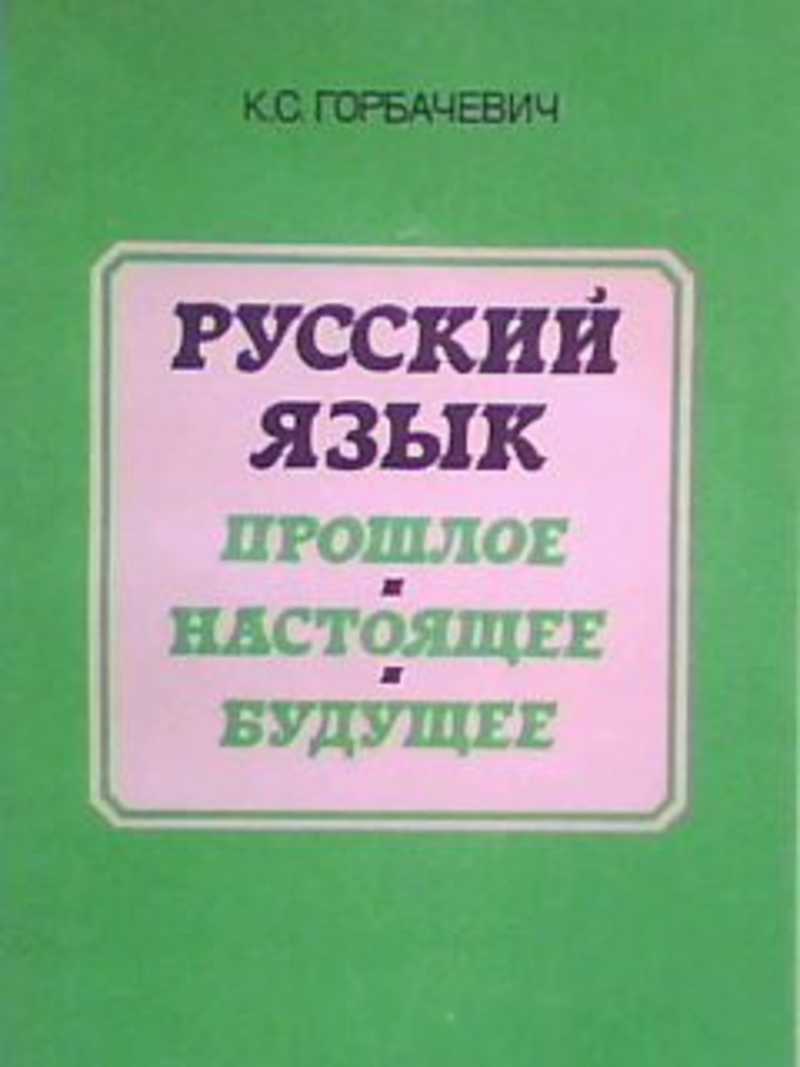 К.С. ГОРБАЧЕВИЧ
РУССКИЙ
ЯЗЫК
ПРОШЛОЕ
НАСТОЯЩЕЕ
БУДУЩЕЕ